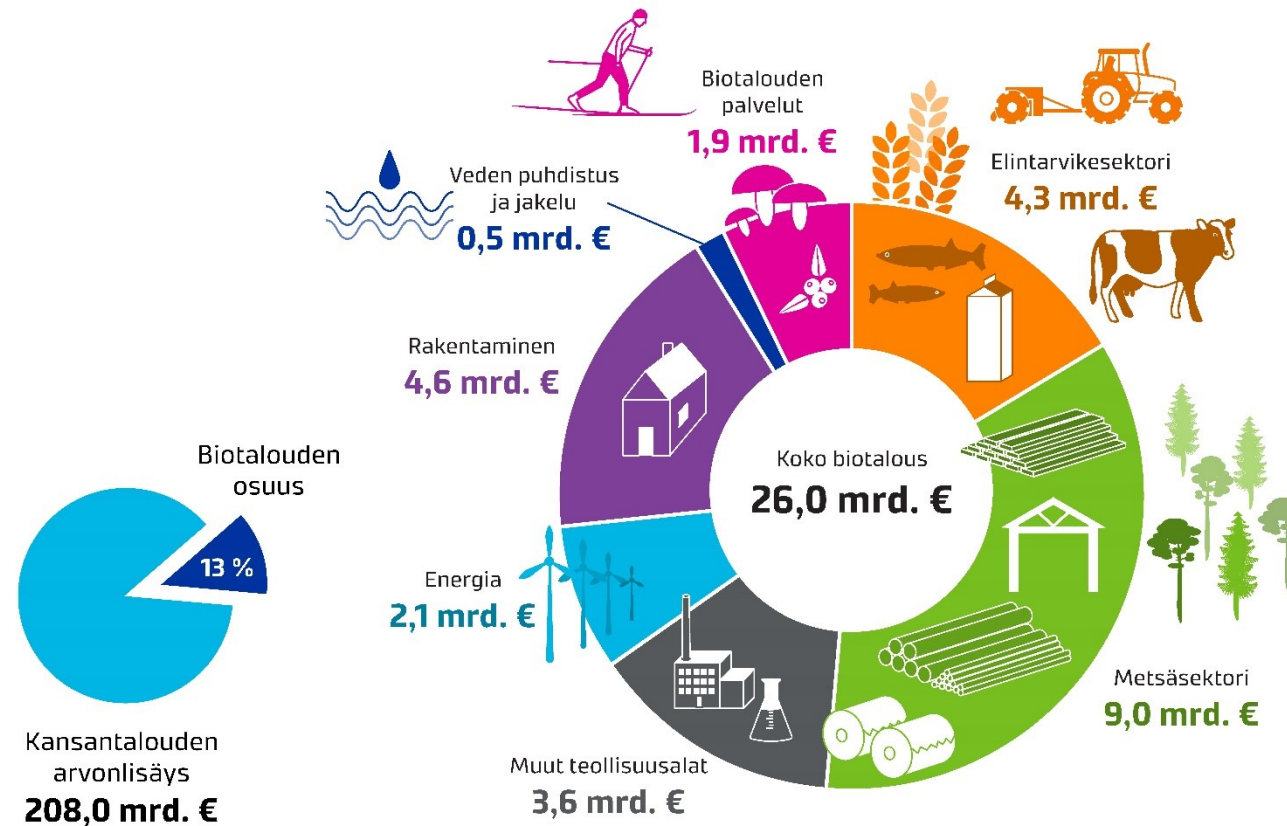 Biotalouden
palvelut
1,9 mrd. €
Elintarvikesektori
4,3 mrd. €
Veden puhdistus
ja jakelu
0,5 mrd. €
Rakentaminen
4,6 mrd. €
Koko biotalous
26,0 mrd. €
Biotalouden
osuus
13 %
Energia
2,1 mrd. €
Metsäsektori
9,0 mrd. €
Muut teollisuusalat
3,6 mrd. €
Kansantalouden
arvonlisäys
208,0 mrd. €